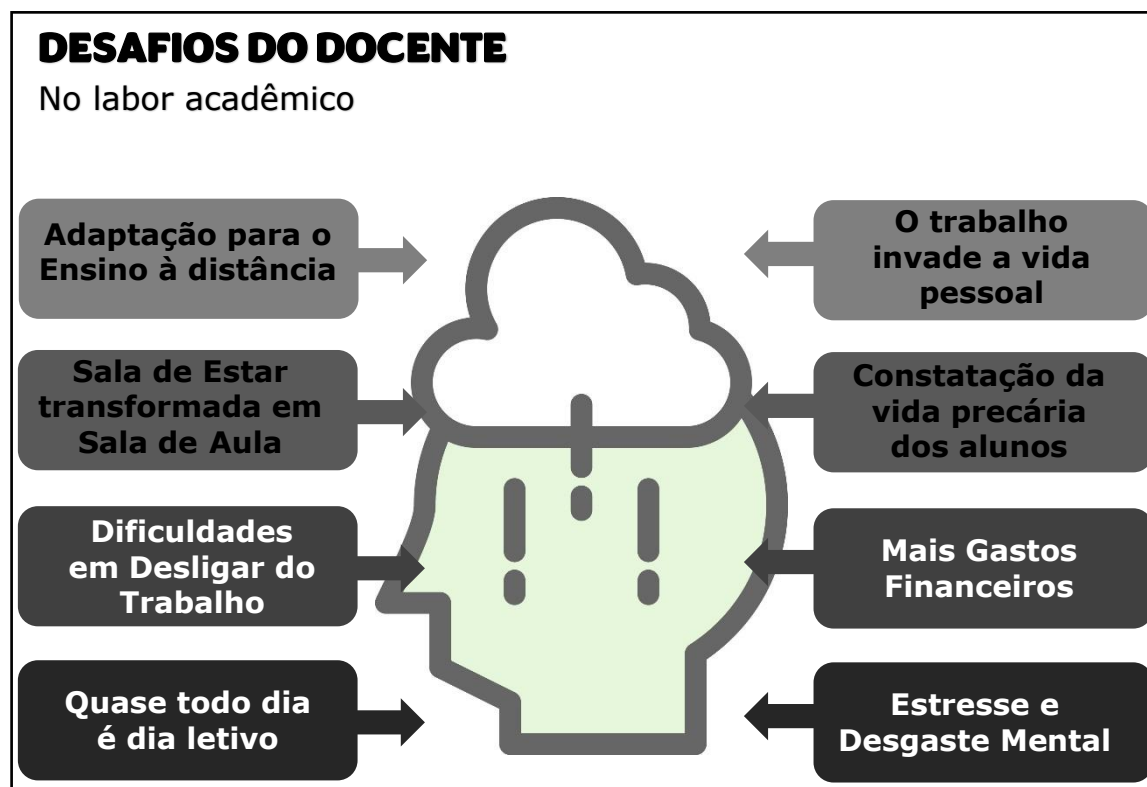 DESAFIOS DO DOCENTE
No labor acadêmico
Adaptação para o
Ensino à distância
Sala de Estar
transformada em
Sala de Aula
Dificuldades
em Desligar do
Trabalho
Quase todo dia
é dia letivo
O trabalho
invade a vida
pessoal
Constatação da
vida precária
dos alunos
Mais Gastos
Financeiros
Estresse e
Desgaste Mental